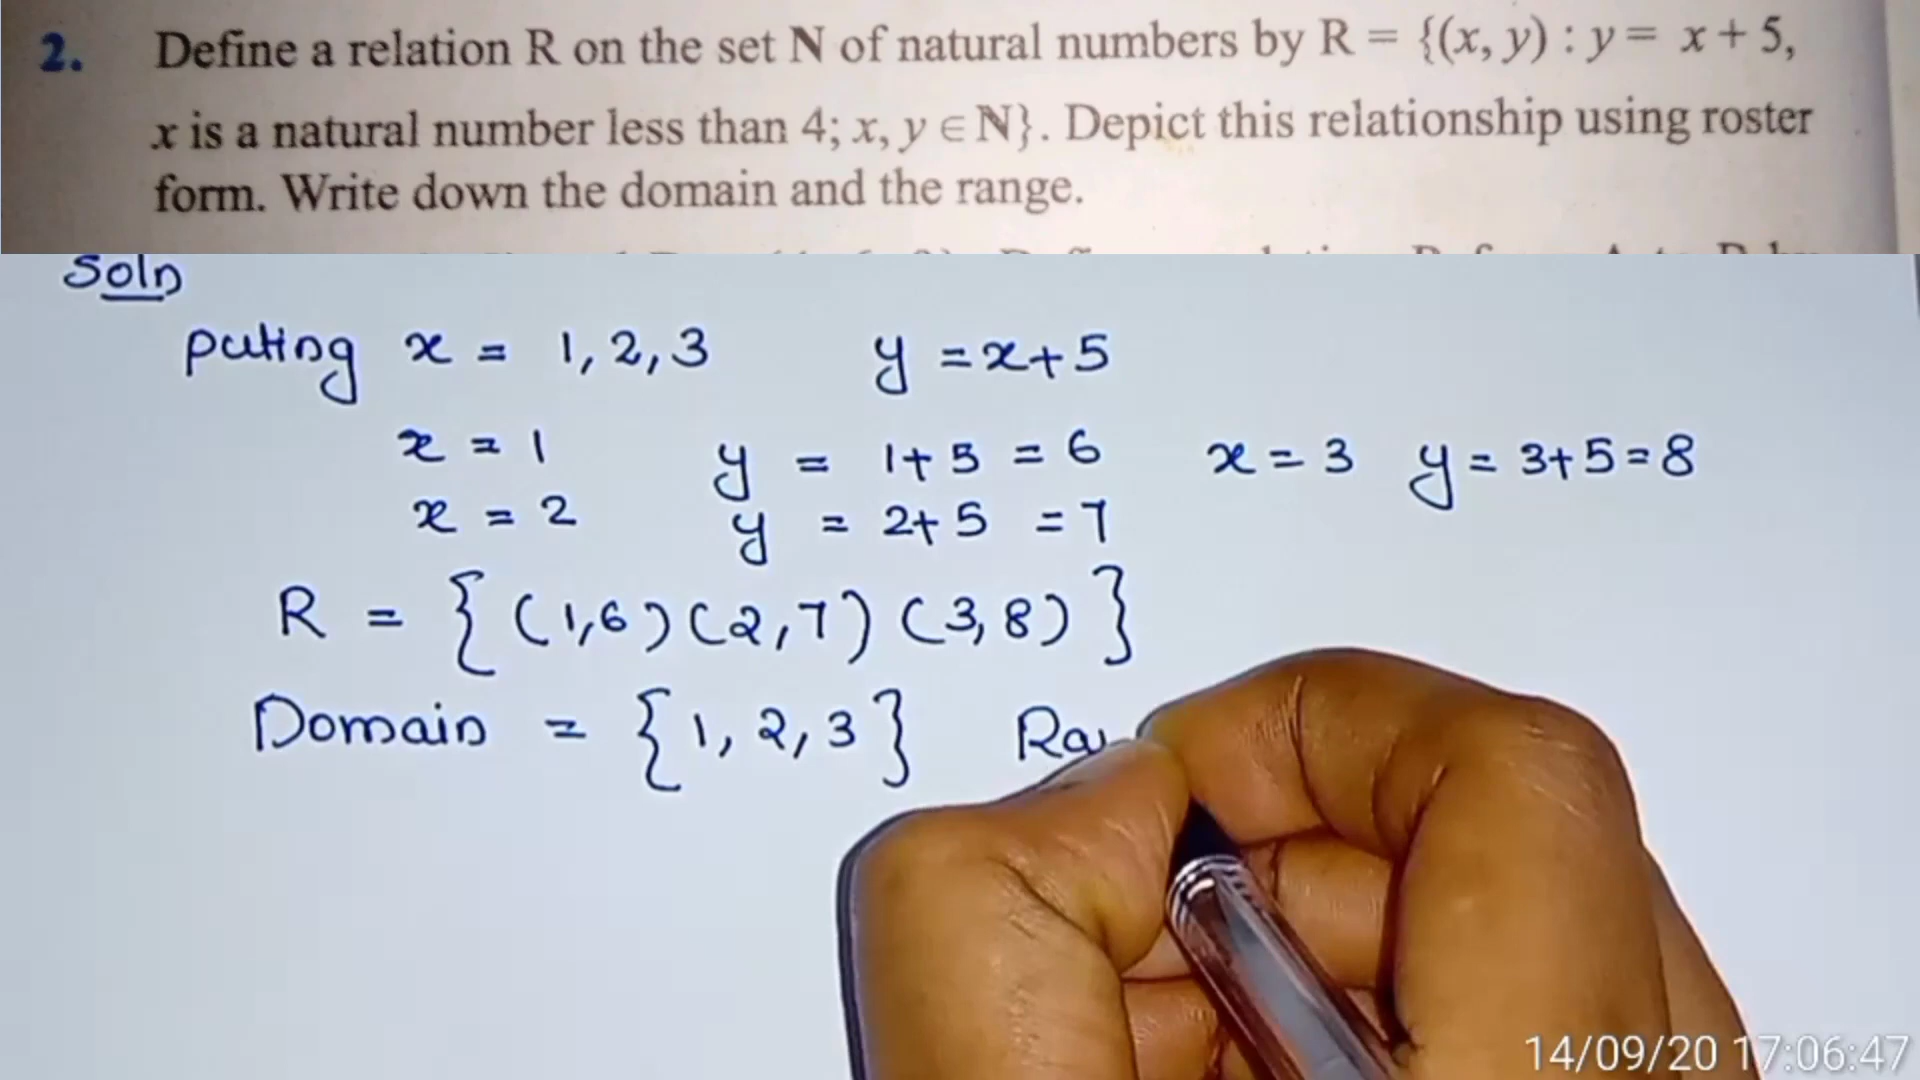 2. Define a relation R on the set N of natural numbers by R = {(x, y) : y = x + 5,
x is a natural number less than 4; x, y ∈ N}. Depict this relationship using roster
form. Write down the domain and the range.
Soln
puting x = 1, 2, 3 y = x + 5
x = 1 y = 1 + 5 = 6 x = 3 y = 3 + 5 = 8
x = 2 y = 2 + 5 = 7
R = { (1,6) (2,7) (3,8) }
Domain = { 1, 2, 3 }
14/09/20 17:06:47